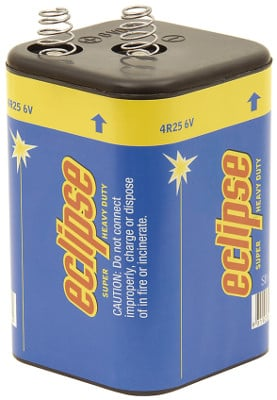 4R25 6V
eclipse
SUPER HEAVY DUTY
CAUTION: Do not connect
improperly, charge or dispose
of in fire or incinerate.
4R25 6V
eclipse
SUPER HEAVY DUTY